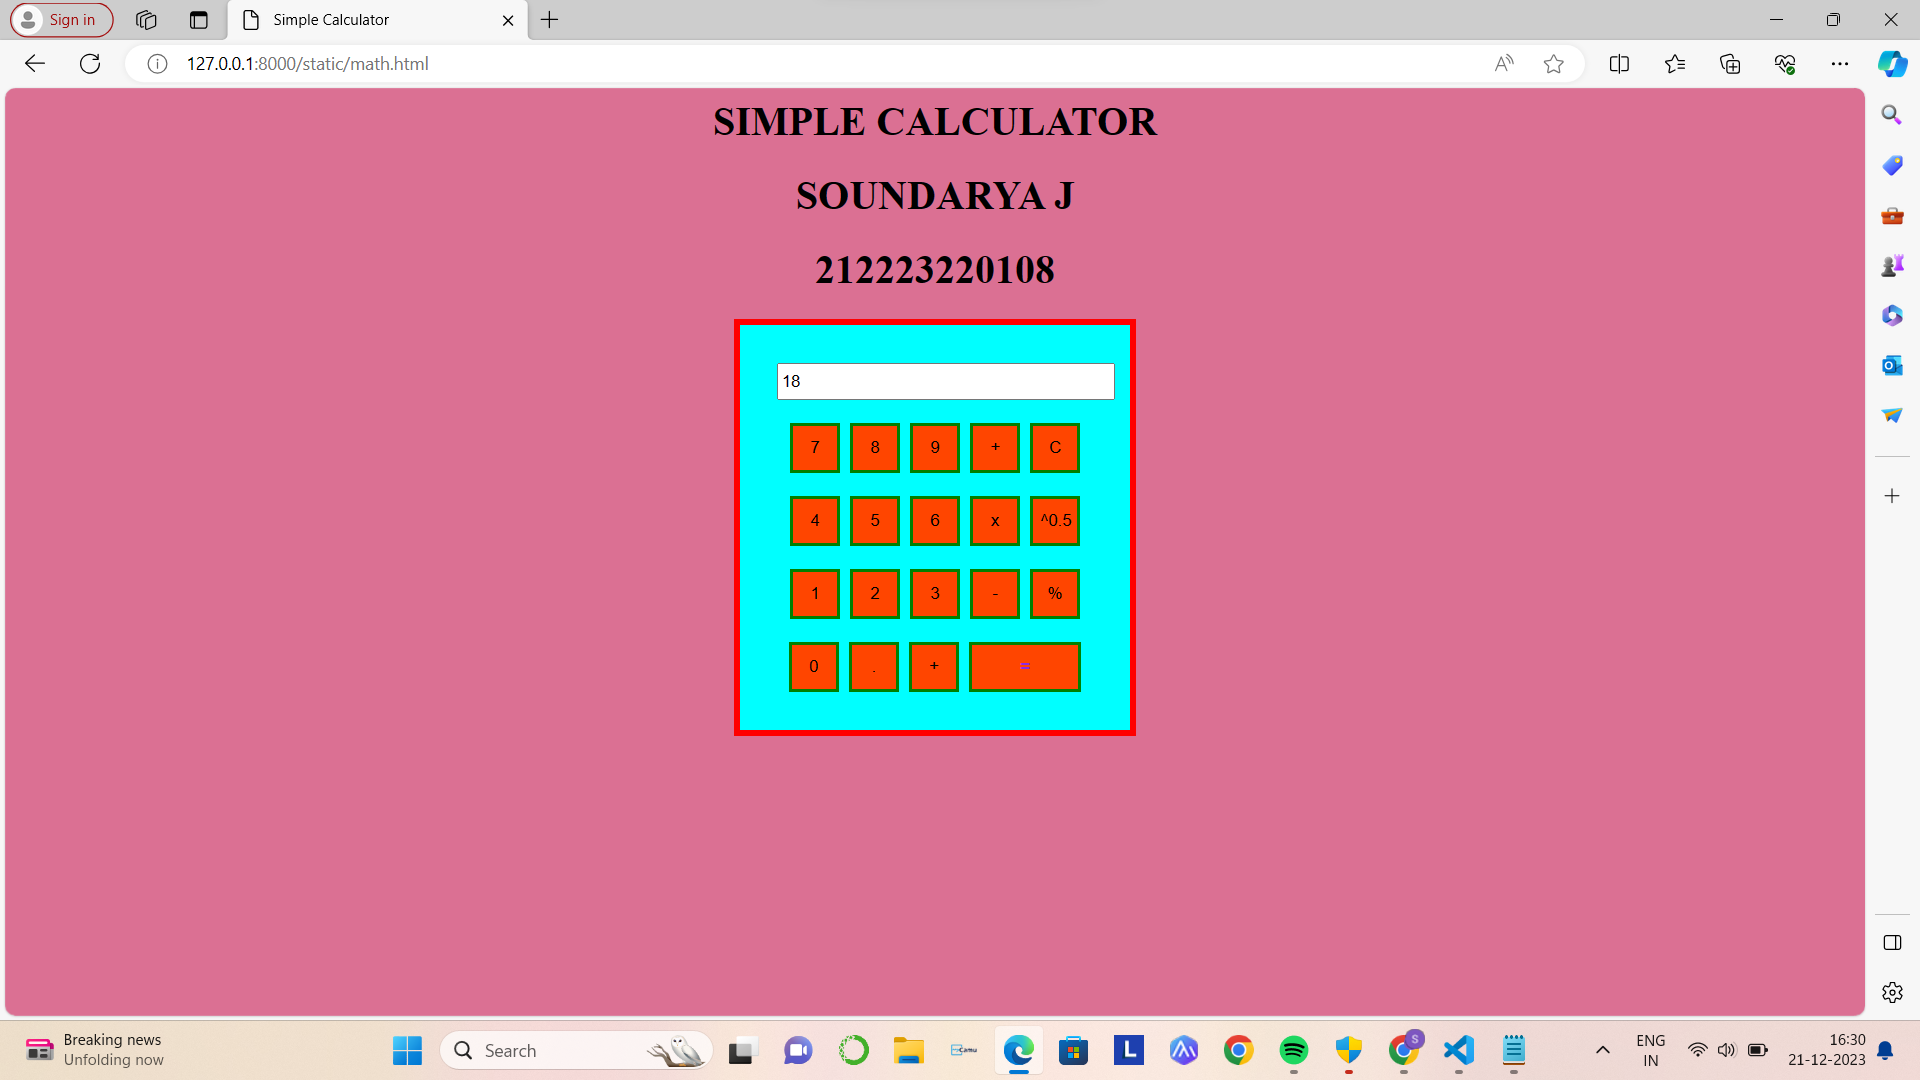 Sign in
Simple Calculator
127.0.0.1:8000/static/math.html
SIMPLE CALCULATOR
SOUNDARYA J
212223220108
18
7 8 9 + C
4 5 6 x ^0.5
1 2 3 - %
0 . + =
Breaking news
Unfolding now
Search
Camu
L
S
ENG
IN
16:30
21-12-2023